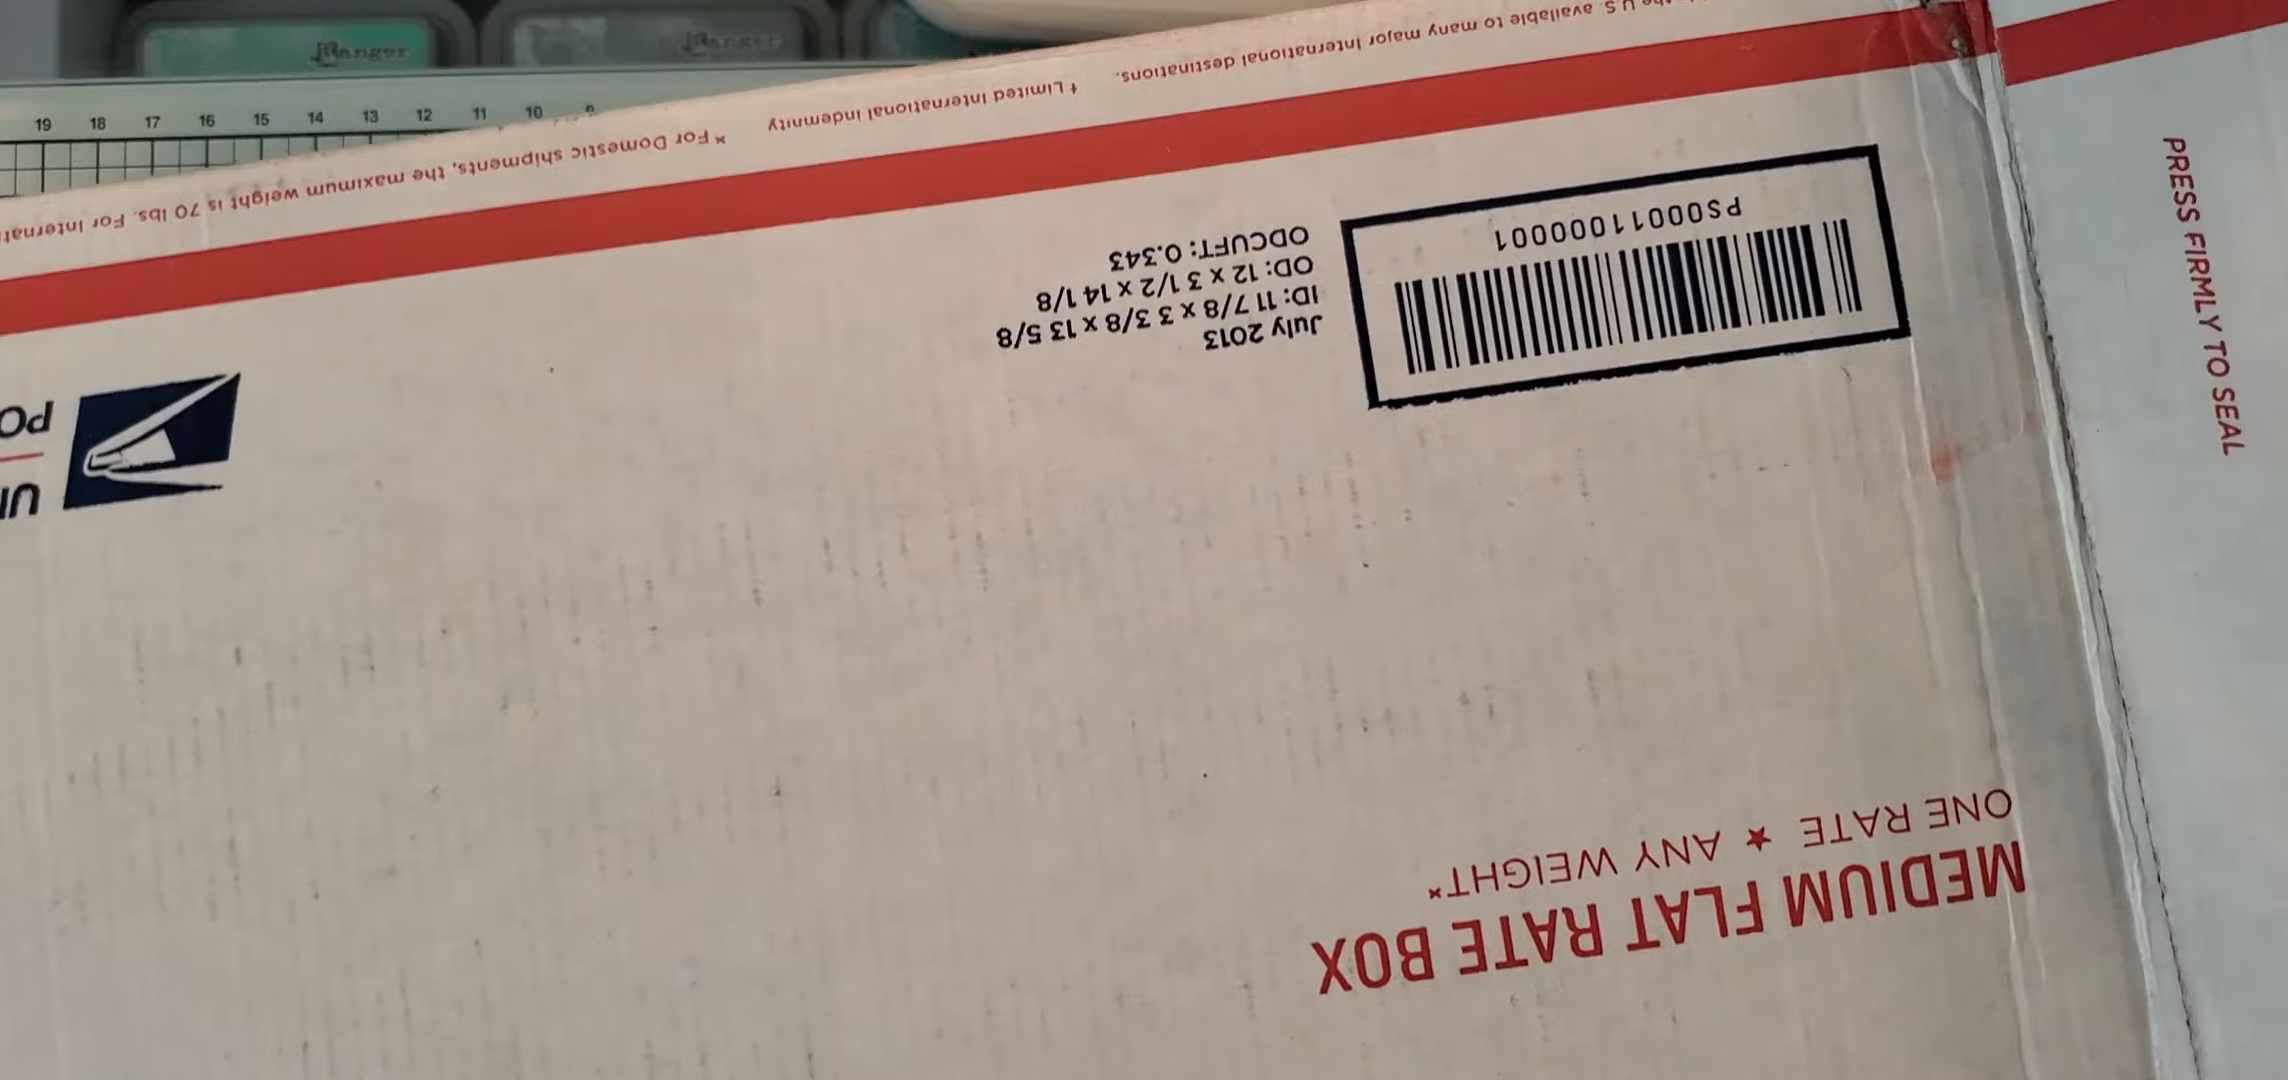 MEDIUM FLAT RATE BOX
ONE RATE ★ ANY WEIGHT*
July 2013
ID: 11 7/8 x 3 3/8 x 13 5/8
OD: 12 x 3 1/2 x 14 1/8
ODCUFT: 0.343
PS00011000001
* For Domestic shipments, the maximum weight is 70 lbs. For
† Limited International indemnity
U.S. available to many major International destinations.
PRESS FIRMLY TO SEAL
Ranger
Ranger
19 18 17 16 15 14 13 12 11 10